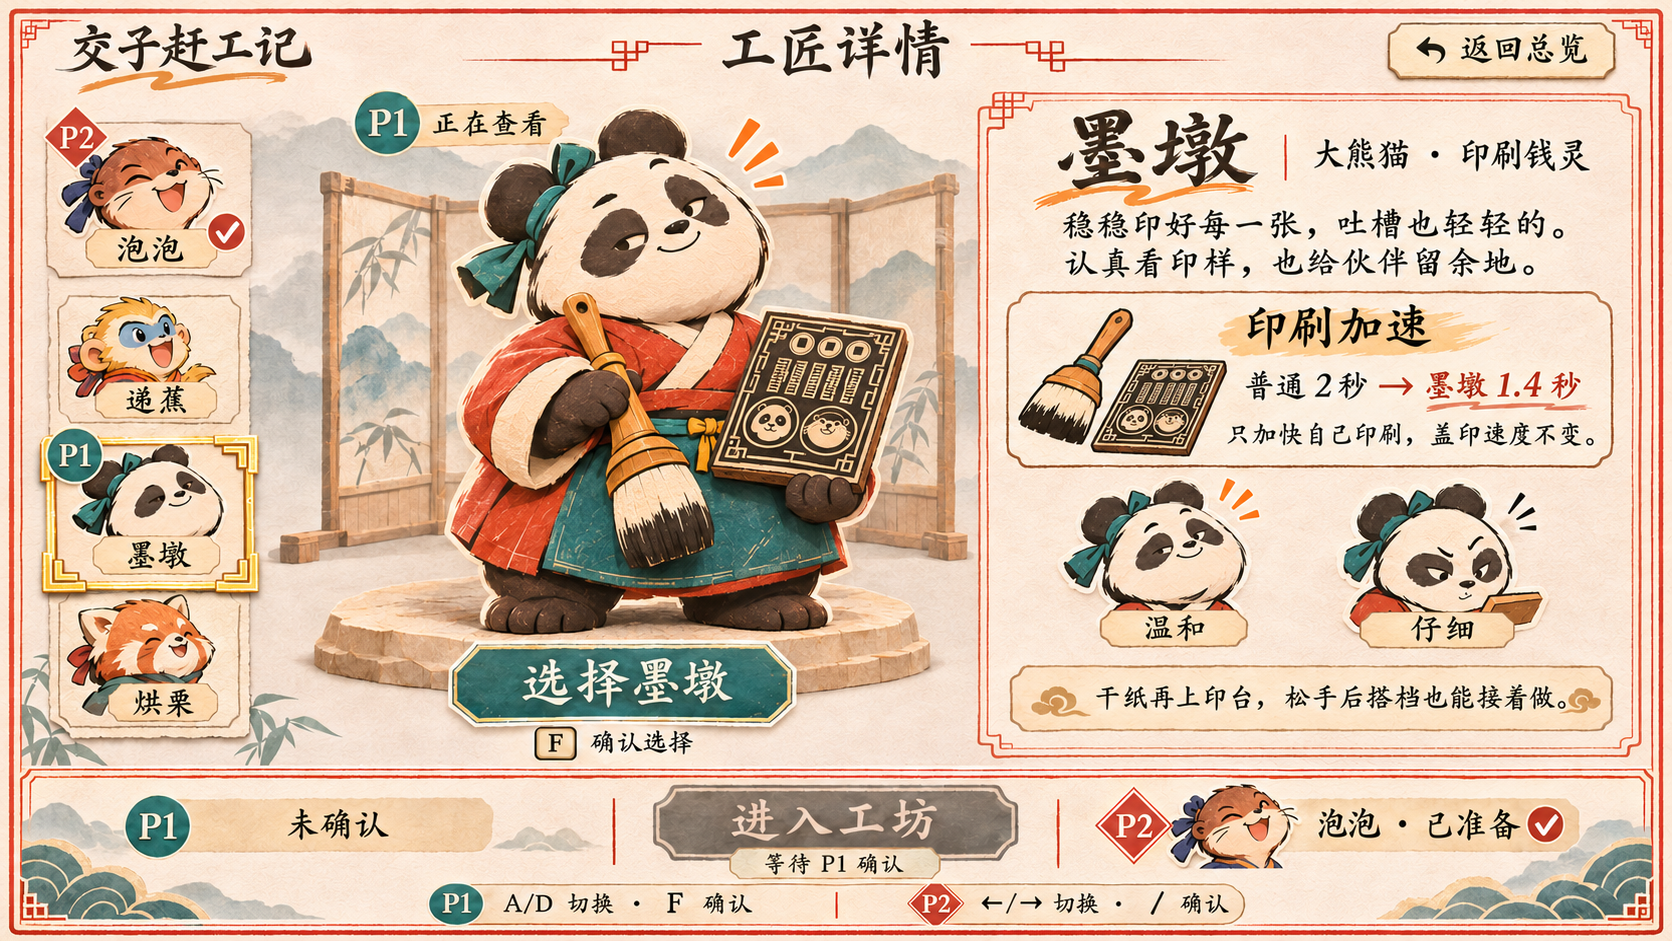 交子赶工记
工匠详情
返回总览
P2
泡泡
递蕉
P1
墨墩
烘栗
P1 正在查看
选择墨墩
F 确认选择
墨墩
大熊猫 · 印刷钱灵
稳稳印好每一张，吐槽也轻轻的。
认真看印样，也给伙伴留余地。
印刷加速
普通 2 秒 → 墨墩 1.4 秒
只加快自己印刷，盖印速度不变。
温和
仔细
干纸再上印台，松手后搭档也能接着做。
P1 未确认
进入工坊
等待 P1 确认
P2 泡泡 · 已准备
P1 A/D 切换 · F 确认
P2 ←/→ 切换 · / 确认